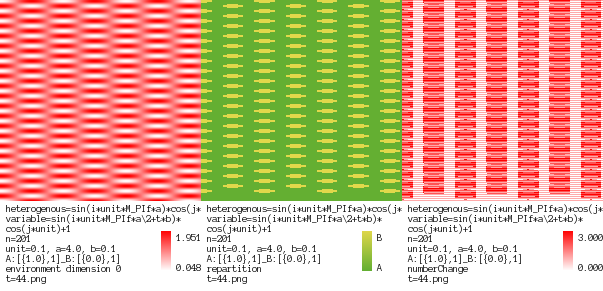 heterogenous=sin(i*unit*M_PIf*a)*cos(j*
variable=sin(i*unit*M_PIf*a\2+t*b)*
cos(j*unit)+1
n=201
unit=0.1, a=4.0, b=0.1
A:[{1.0},1]_B:[{0.0},1]
environment dimension 0
t=44.png
1.951
0.048
heterogenous=sin(i*unit*M_PIf*a)*cos(j*
variable=sin(i*unit*M_PIf*a\2+t*b)*
cos(j*unit)+1
n=201
unit=0.1, a=4.0, b=0.1
A:[{1.0},1]_B:[{0.0},1]
repartition
t=44.png
B
A
heterogenous=sin(i*unit*M_PIf*a)*cos(j*
variable=sin(i*unit*M_PIf*a\2+t*b)*
cos(j*unit)+1
n=201
unit=0.1, a=4.0, b=0.1
A:[{1.0},1]_B:[{0.0},1]
numberChange
t=44.png
3.000
0.000